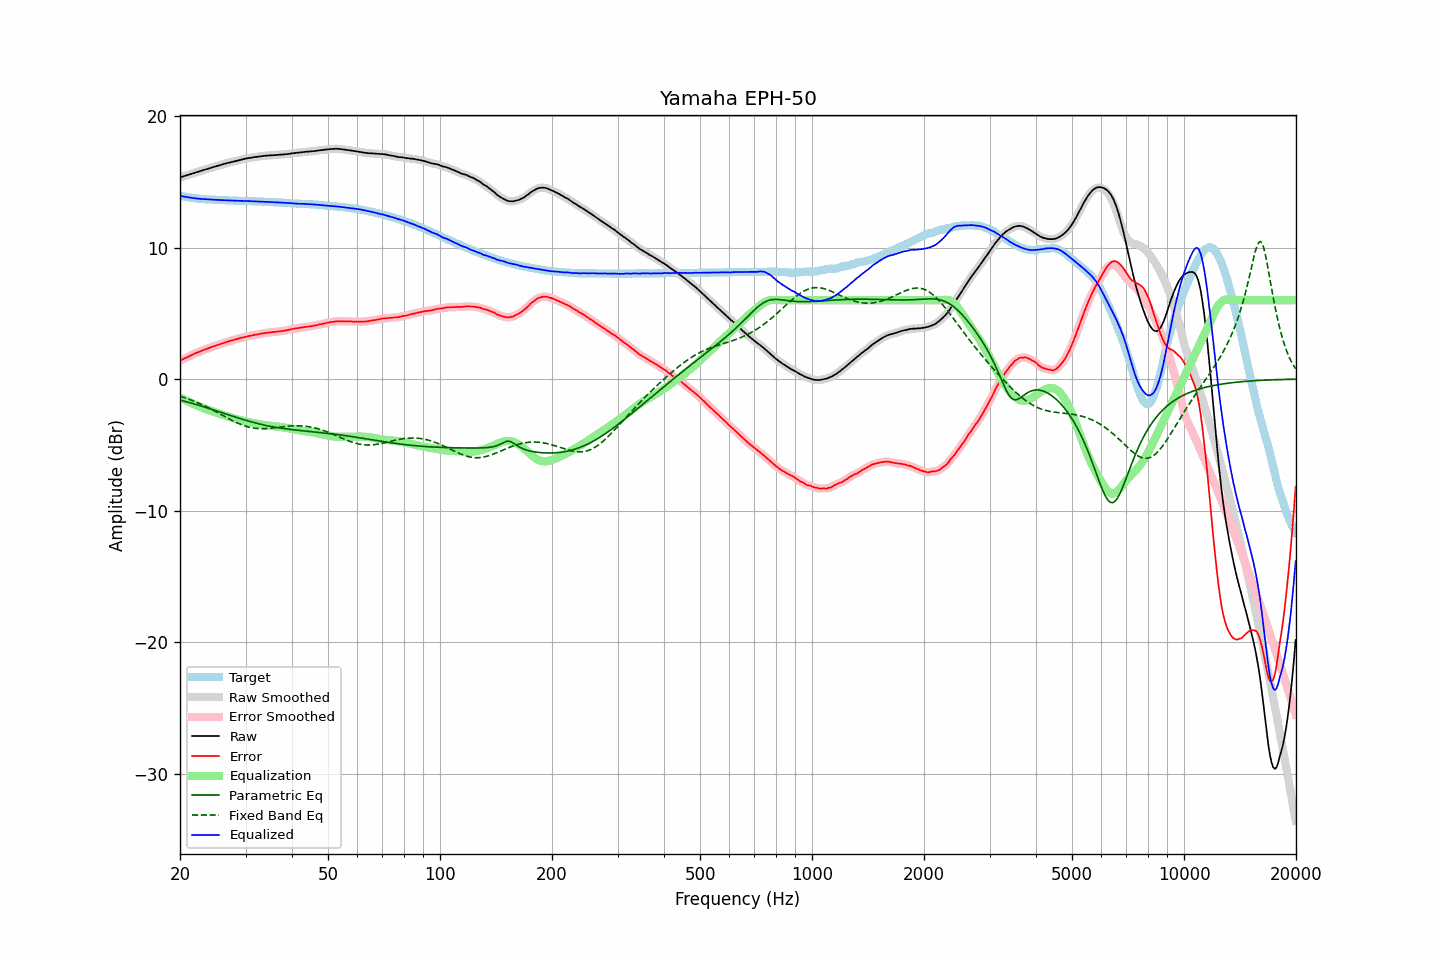 Yamaha EPH-50
20
10
0
−10
−20
−30
Amplitude (dBr)
Target
Raw Smoothed
Error Smoothed
Raw
Error
Equalization
Parametric Eq
Fixed Band Eq
Equalized
20 50 100 200 500 1000 2000 5000 10000 20000
Frequency (Hz)